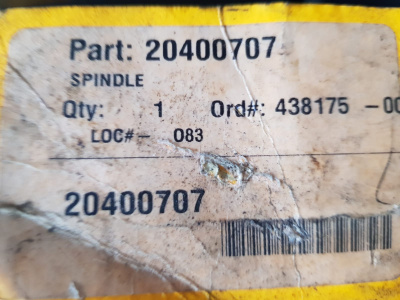 Part: 20400707
SPINDLE
Qty: 1 Ord#: 438175 -00
LOC#- 083
20400707